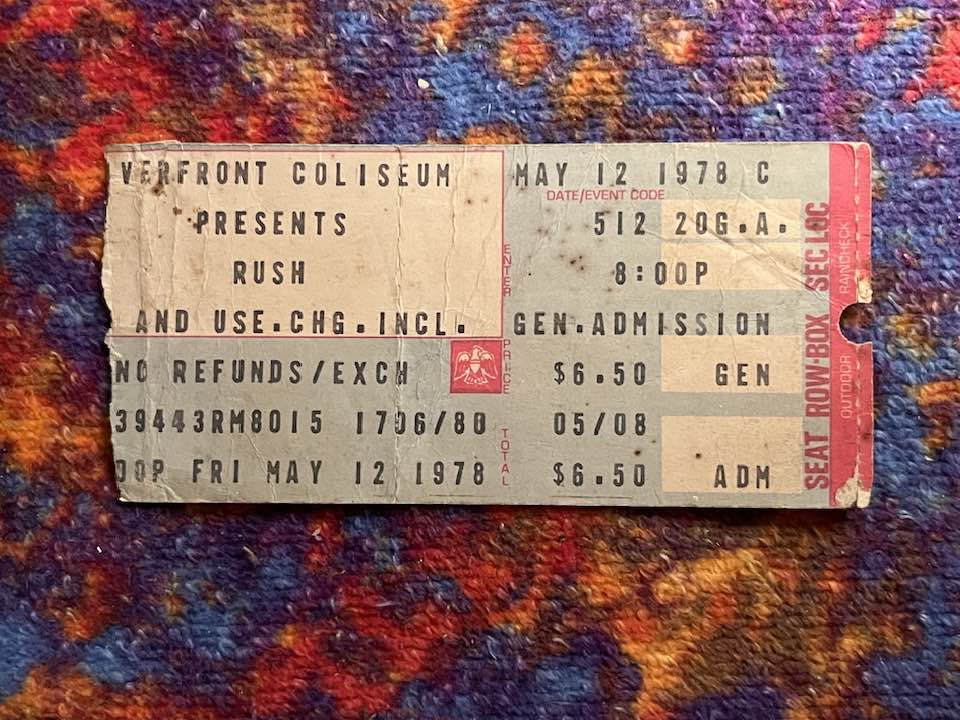 VERFRONT COLISEUM
PRESENTS
RUSH
AND USE.CHG.INCL.
NO REFUNDS/EXCH
39443RM8015 1706/80
00P FRI MAY 12 1978
ENTER
PRICE
TOTAL
MAY 12 1978 C
DATE/EVENT CODE
512 20G.A.
8:00P
GEN.ADMISSION
$6.50 GEN
05/08
$6.50 ADM
SEAT ROW-BOX SEC LOC
OUTDOOR RAINCHECK